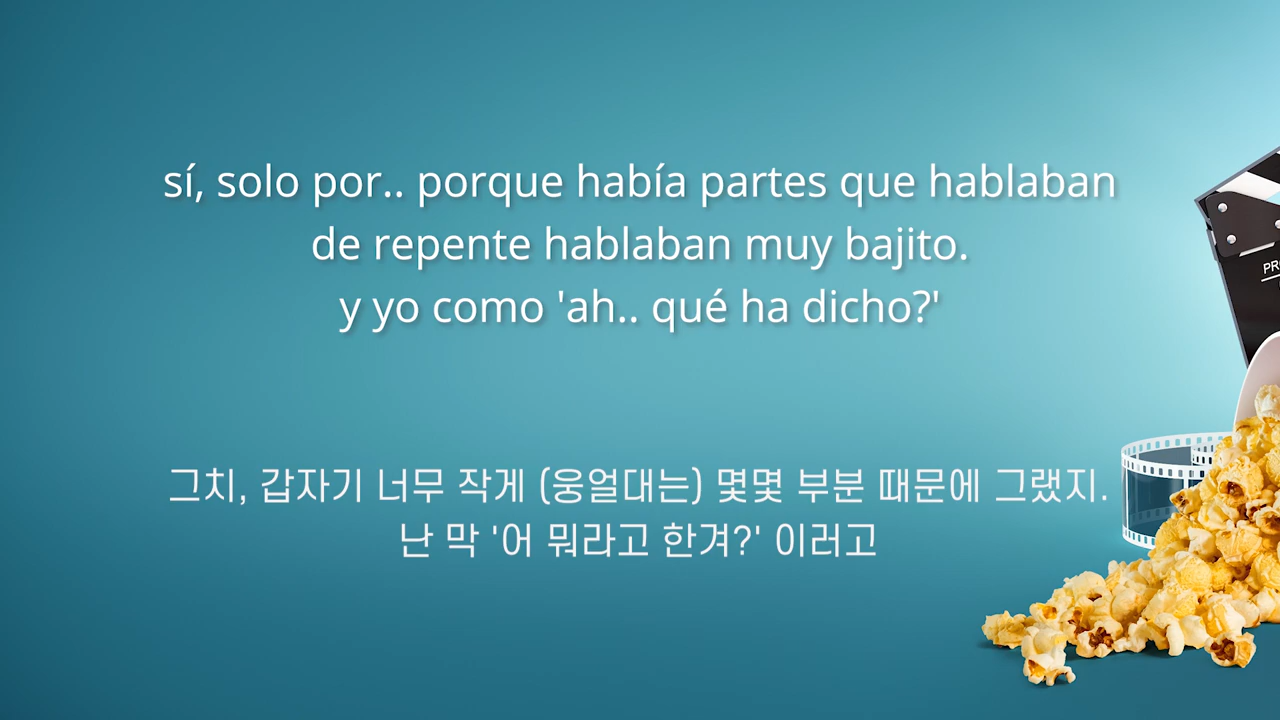 sí, solo por.. porque había partes que hablaban
de repente hablaban muy bajito.
y yo como 'ah.. qué ha dicho?'
그치, 갑자기 너무 작게 (웅얼대는) 몇몇 부분 때문에 그랬지.
난 막 '어 뭐라고 한겨?' 이러고